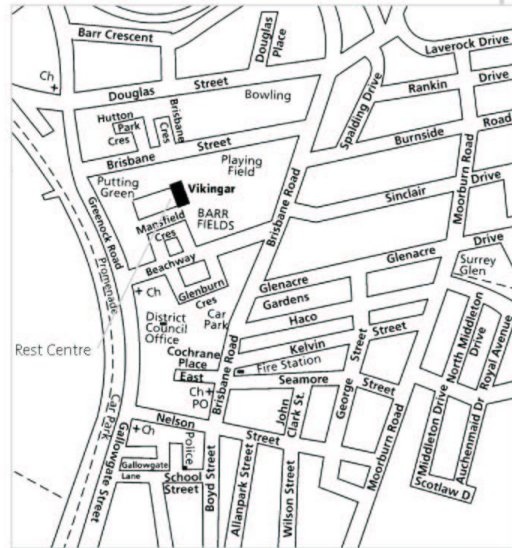 Barr Crescent
Douglas
Place
Laverock Drive
Ch
Douglas Street
Bowling
Spalding Drive
Rankin Drive
Hutton
Park
Cres
Brisbane
Cres
Burnside Road
Brisbane Street
Playing
Field
Putting
Green
Vikingar
Brisbane Road
Sinclair Drive
Moorburn Road
Greenock Road
Mansfield
Cres
BARR
FIELDS
Promenade
Beachway
Glenacre Drive
Surrey
Glen
Ch
Glenburn
Cres
Gardens
District
Council
Office
Car
Park
Haco Street
North Middleton
Drive
Royal Avenue
Rest Centre
Kelvin
Cochrane
Place
Fire Station
East
Brisbane Road
Seamore Street
George Street
Ch
PO
John
Clark St.
Moorburn Road
Middleton Drive
Auchenmaid Dr
Car Park
Gallowgate Street
Ch
Nelson Street
Police
Gallowgate
Lane
School
Street
Boyd Street
Allanpark Street
Wilson Street
Scotlaw D